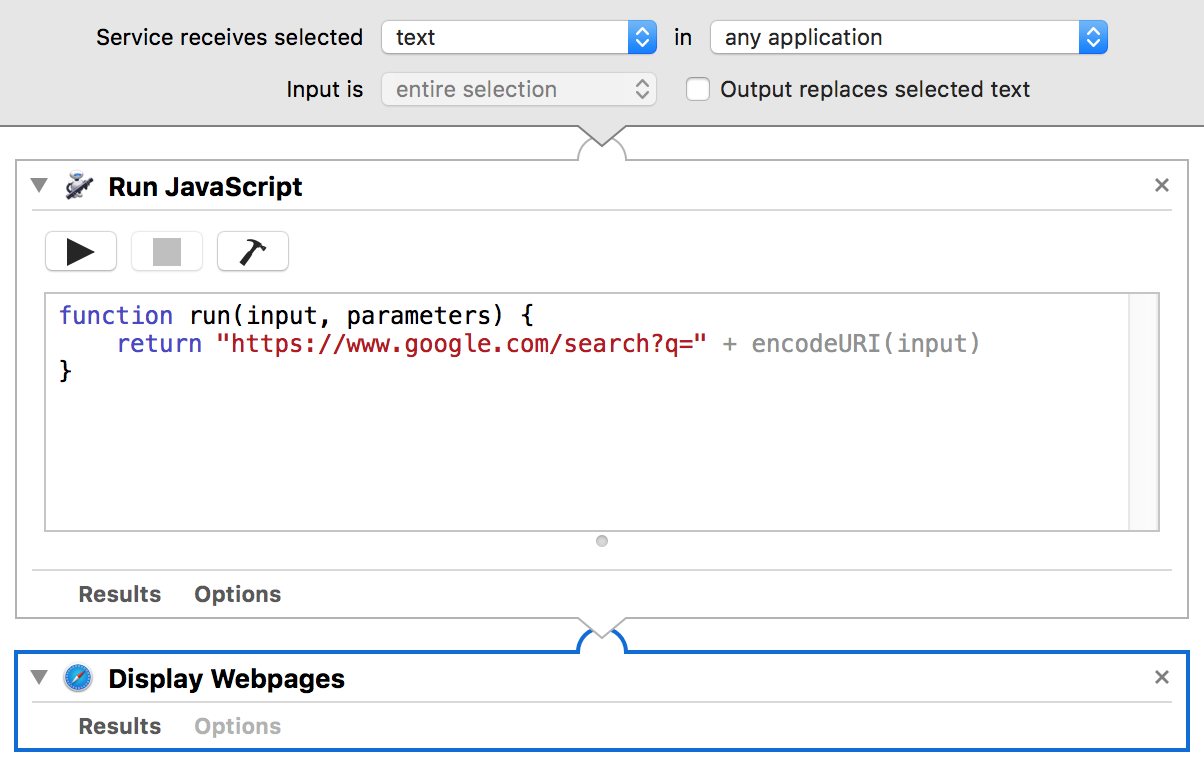 Service receives selected text in any application
Input is entire selection Output replaces selected text
Run JavaScript
function run(input, parameters) {
    return "https://www.google.com/search?q=" + encodeURI(input)
}
Results Options
Display Webpages
Results Options